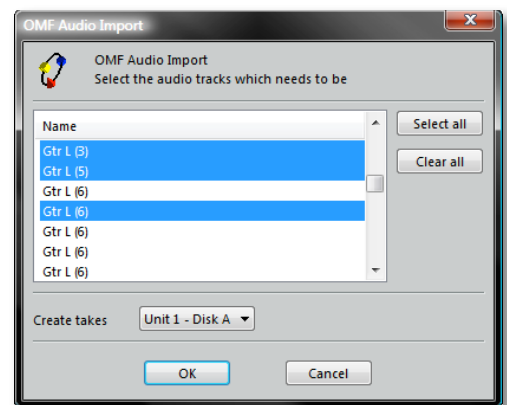 OMF Audio Import
OMF Audio Import
Select the audio tracks which needs to be
Name
Select all
Gtr L (3)
Clear all
Gtr L (5)
Gtr L (6)
Gtr L (6)
Gtr L (6)
Gtr L (6)
Gtr L (6)
Create takes Unit 1 - Disk A
OK Cancel